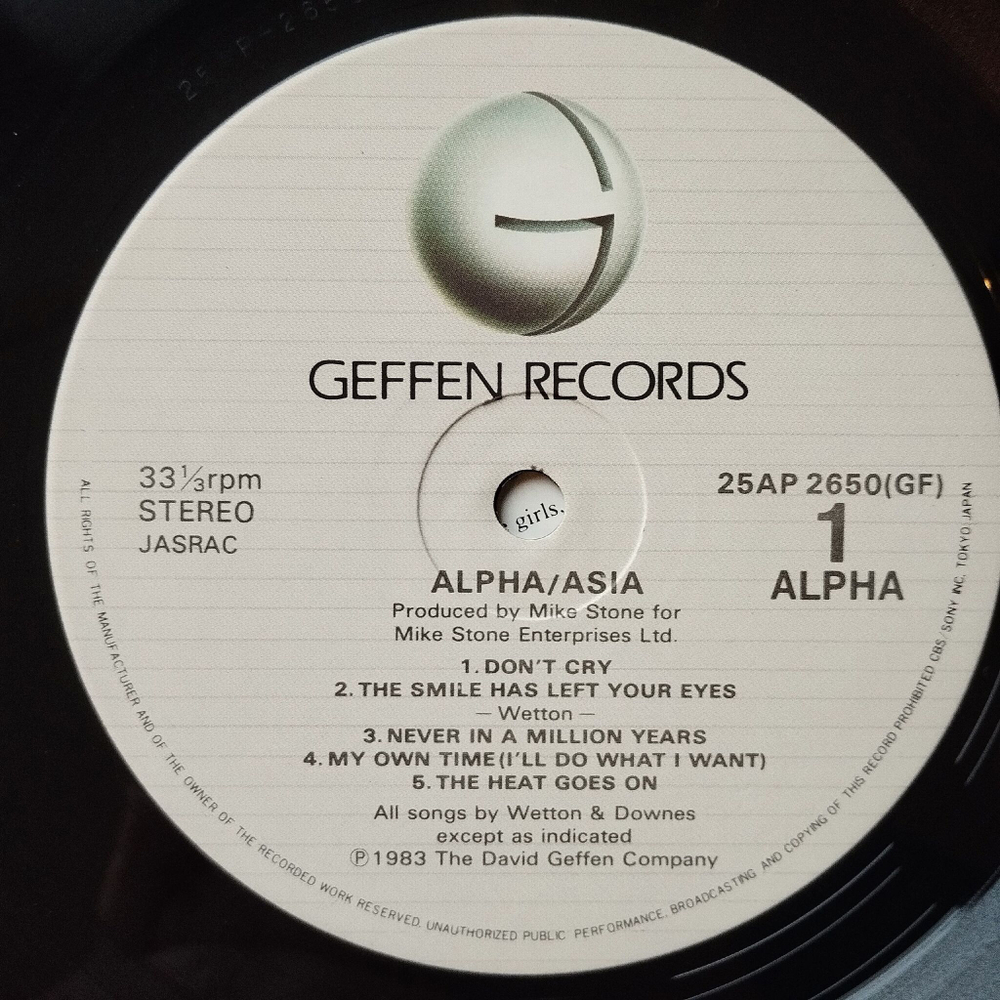 GEFFEN RECORDS
33⅓rpm
STEREO
JASRAC
25AP 2650(GF)
1
ALPHA
girls.
ALPHA/ASIA
Produced by Mike Stone for
Mike Stone Enterprises Ltd.
1. DON'T CRY
2. THE SMILE HAS LEFT YOUR EYES
— Wetton —
3. NEVER IN A MILLION YEARS
4. MY OWN TIME (I'LL DO WHAT I WANT)
5. THE HEAT GOES ON
All songs by Wetton & Downes
except as indicated
Ⓟ1983 The David Geffen Company
ALL RIGHTS OF THE MANUFACTURER AND OF THE OWNER OF THE RECORDED WORK RESERVED. UNAUTHORIZED PUBLIC PERFORMANCE, BROADCASTING AND COPYING OF THIS RECORD PROHIBITED CBS/SONY INC. TOKYO, JAPAN